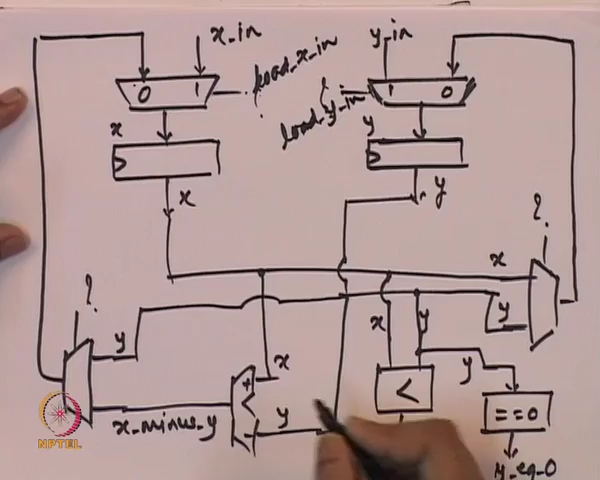 x_in
y_in
0 1
load_x_in
load_y_in
1 0
x
y
x
y
?
?
x
y
y
x
y
y
x
+
-
y
<
==0
x_minus_y
y_eq_0
NPTEL